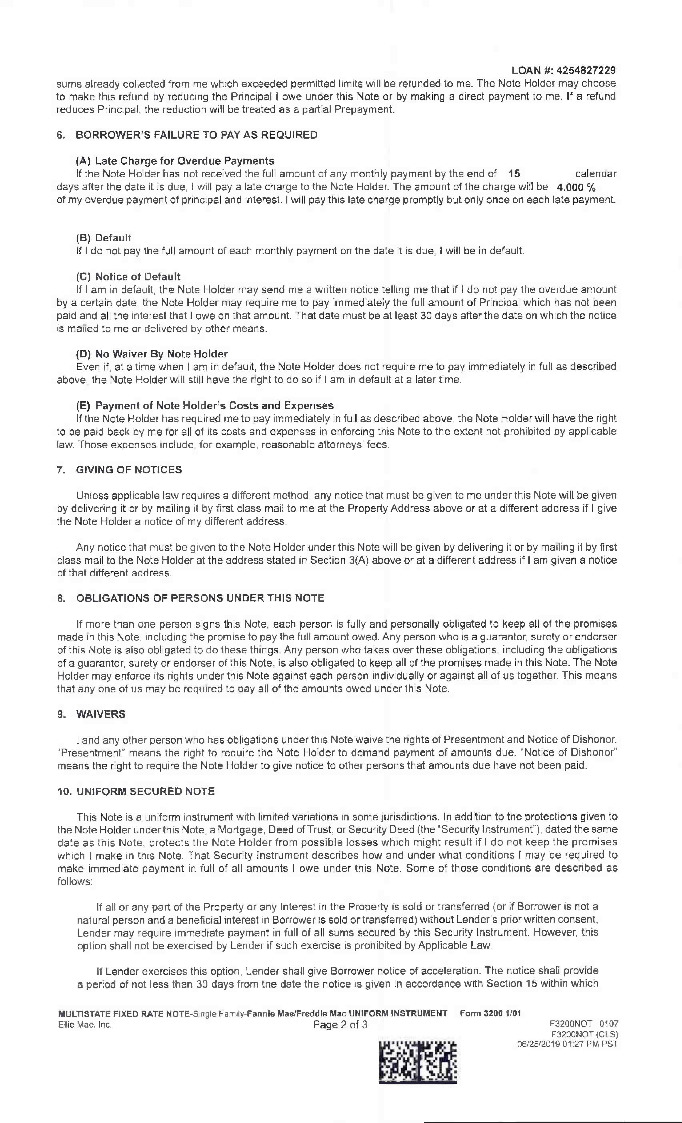 LOAN #: 4254827229
sums already collected from me which exceeded permitted limits will be refunded to me. The Note Holder may choose
to make this refund by reducing the Principal I owe under this Note or by making a direct payment to me. If a refund
reduces Principal, the reduction will be treated as a partial Prepayment.
6. BORROWER'S FAILURE TO PAY AS REQUIRED
(A) Late Charge for Overdue Payments
If the Note Holder has not received the full amount of any monthly payment by the end of 15 calendar
days after the date it is due, I will pay a late charge to the Note Holder. The amount of the charge will be 4.000 %
of my overdue payment of principal and interest. I will pay this late charge promptly but only once on each late payment.
(B) Default
If I do not pay the full amount of each monthly payment on the date it is due, I will be in default.
(C) Notice of Default
If I am in default, the Note Holder may send me a written notice telling me that if I do not pay the overdue amount
by a certain date, the Note Holder may require me to pay immediately the full amount of Principal which has not been
paid and all the interest that I owe on that amount. That date must be at least 30 days after the date on which the notice
is mailed to me or delivered by other means.
(D) No Waiver By Note Holder
Even if, at a time when I am in default, the Note Holder does not require me to pay immediately in full as described
above, the Note Holder will still have the right to do so if I am in default at a later time.
(E) Payment of Note Holder's Costs and Expenses
If the Note Holder has required me to pay immediately in full as described above, the Note Holder will have the right
to be paid back by me for all of its costs and expenses in enforcing this Note to the extent not prohibited by applicable
law. Those expenses include, for example, reasonable attorneys' fees.
7. GIVING OF NOTICES
Unless applicable law requires a different method, any notice that must be given to me under this Note will be given
by delivering it or by mailing it by first class mail to me at the Property Address above or at a different address if I give
the Note Holder a notice of my different address.
Any notice that must be given to the Note Holder under this Note will be given by delivering it or by mailing it by first
class mail to the Note Holder at the address stated in Section 3(A) above or at a different address if I am given a notice
of that different address.
8. OBLIGATIONS OF PERSONS UNDER THIS NOTE
If more than one person signs this Note, each person is fully and personally obligated to keep all of the promises
made in this Note, including the promise to pay the full amount owed. Any person who is a guarantor, surety or endorser
of this Note is also obligated to do these things. Any person who takes over these obligations, including the obligations
of a guarantor, surety or endorser of this Note, is also obligated to keep all of the promises made in this Note. The Note
Holder may enforce its rights under this Note against each person individually or against all of us together. This means
that any one of us may be required to pay all of the amounts owed under this Note.
9. WAIVERS
I and any other person who has obligations under this Note waive the rights of Presentment and Notice of Dishonor.
"Presentment" means the right to require the Note Holder to demand payment of amounts due. "Notice of Dishonor"
means the right to require the Note Holder to give notice to other persons that amounts due have not been paid.
10. UNIFORM SECURED NOTE
This Note is a uniform instrument with limited variations in some jurisdictions. In addition to the protections given to
the Note Holder under this Note, a Mortgage, Deed of Trust, or Security Deed (the "Security Instrument"), dated the same
date as this Note, protects the Note Holder from possible losses which might result if I do not keep the promises
which I make in this Note. That Security Instrument describes how and under what conditions I may be required to
make immediate payment in full of all amounts I owe under this Note. Some of those conditions are described as
follows:
If all or any part of the Property or any Interest in the Property is sold or transferred (or if Borrower is not a
natural person and a beneficial interest in Borrower is sold or transferred) without Lender's prior written consent,
Lender may require immediate payment in full of all sums secured by this Security Instrument. However, this
option shall not be exercised by Lender if such exercise is prohibited by Applicable Law.
If Lender exercises this option, Lender shall give Borrower notice of acceleration. The notice shall provide
a period of not less than 30 days from the date the notice is given in accordance with Section 15 within which
MULTISTATE FIXED RATE NOTE-Single Family-Fannie Mae/Freddie Mac UNIFORM INSTRUMENT Form 3200 1/01
Ellie Mae, Inc. Page 2 of 3 F3200NOT 0107
F3200NOT (CLS)
06/25/2019 01:27 PM PST